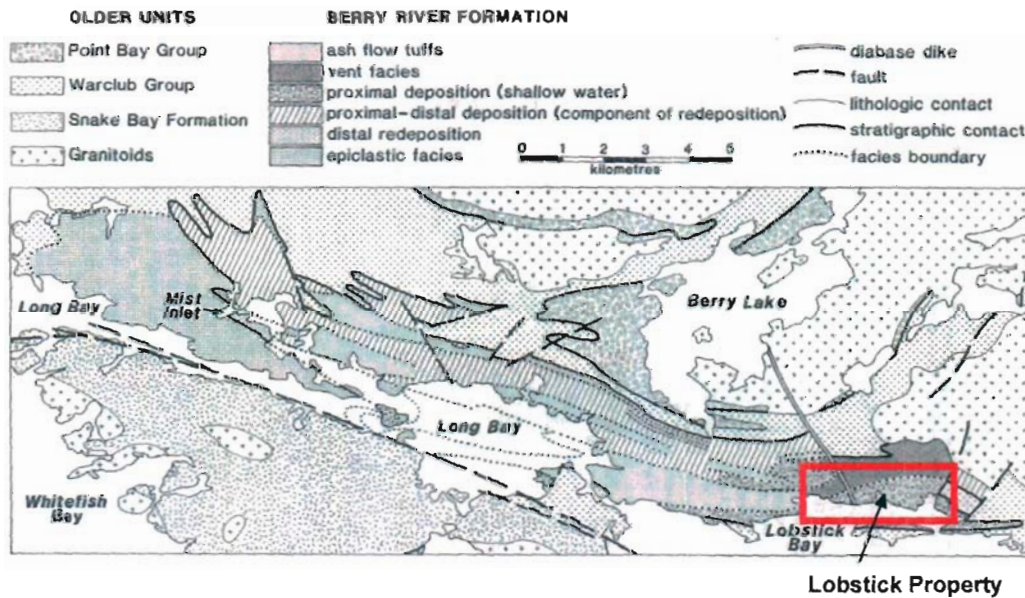 OLDER UNITS
Point Bay Group
Warclub Group
Snake Bay Formation
Granitoids
BERRY RIVER FORMATION
ash flow tuffs
vent facies
proximal deposition (shallow water)
proximal-distal deposition (component of redeposition)
distal redeposition
epiclastic facies
0 1 2 3 4 5
kilometres
diabase dike
fault
lithologic contact
stratigraphic contact
facies boundary
Long Bay
Mist
Inlet
Berry Lake
Long Bay
Whitefish
Bay
Lobstick
Bay
Lobstick Property